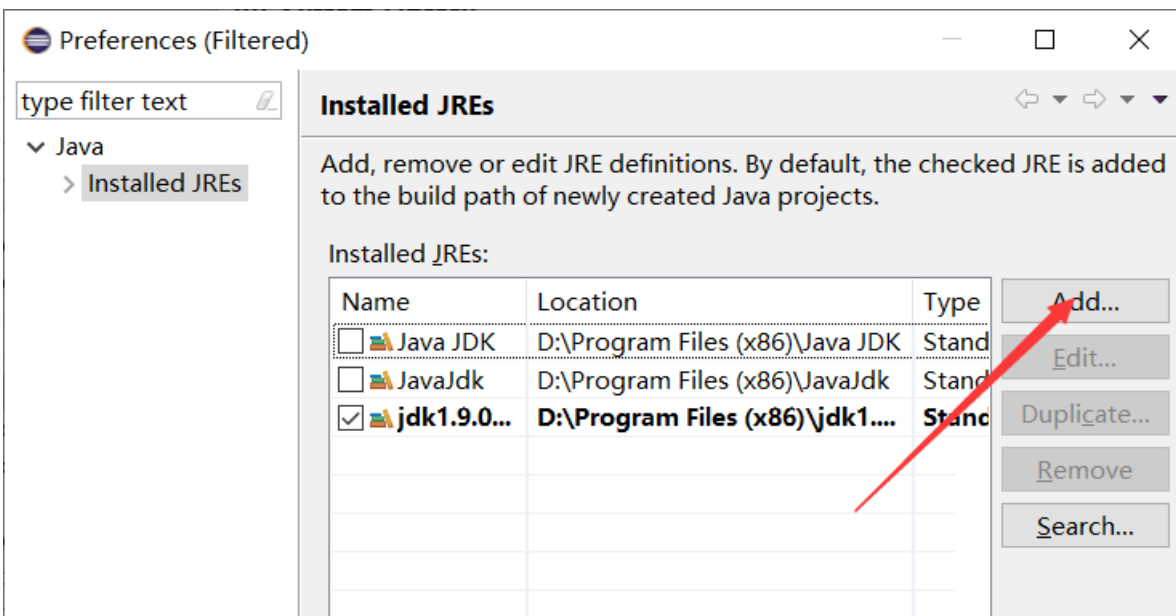 Preferences (Filtered)
type filter text
Java
Installed JREs
Installed JREs
Add, remove or edit JRE definitions. By default, the checked JRE is added
to the build path of newly created Java projects.
Installed JREs:
Name Location Type
Java JDK D:\Program Files (x86)\Java JDK Stand
JavaJdk D:\Program Files (x86)\JavaJdk Stand
jdk1.9.0... D:\Program Files (x86)\jdk1.... Stand
Add...
Edit...
Duplicate...
Remove
Search...